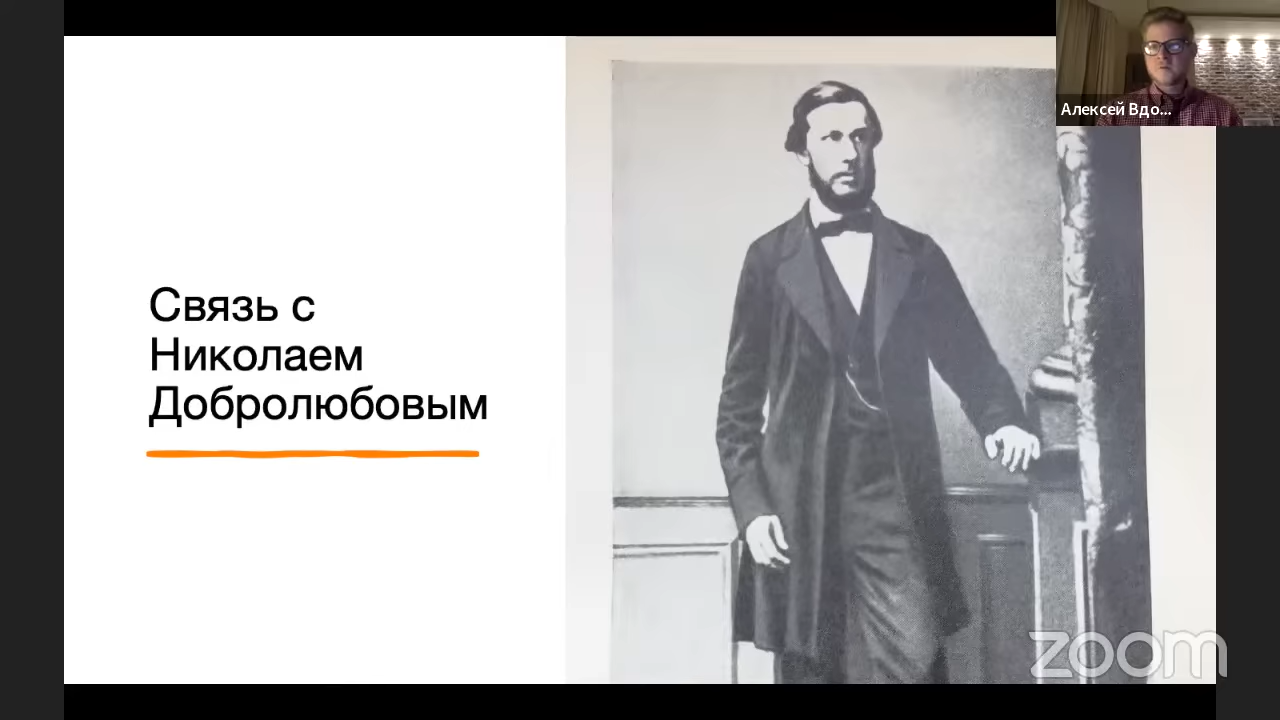 Связь с
Николаем
Добролюбовым
Алексей Вдо...
zoom